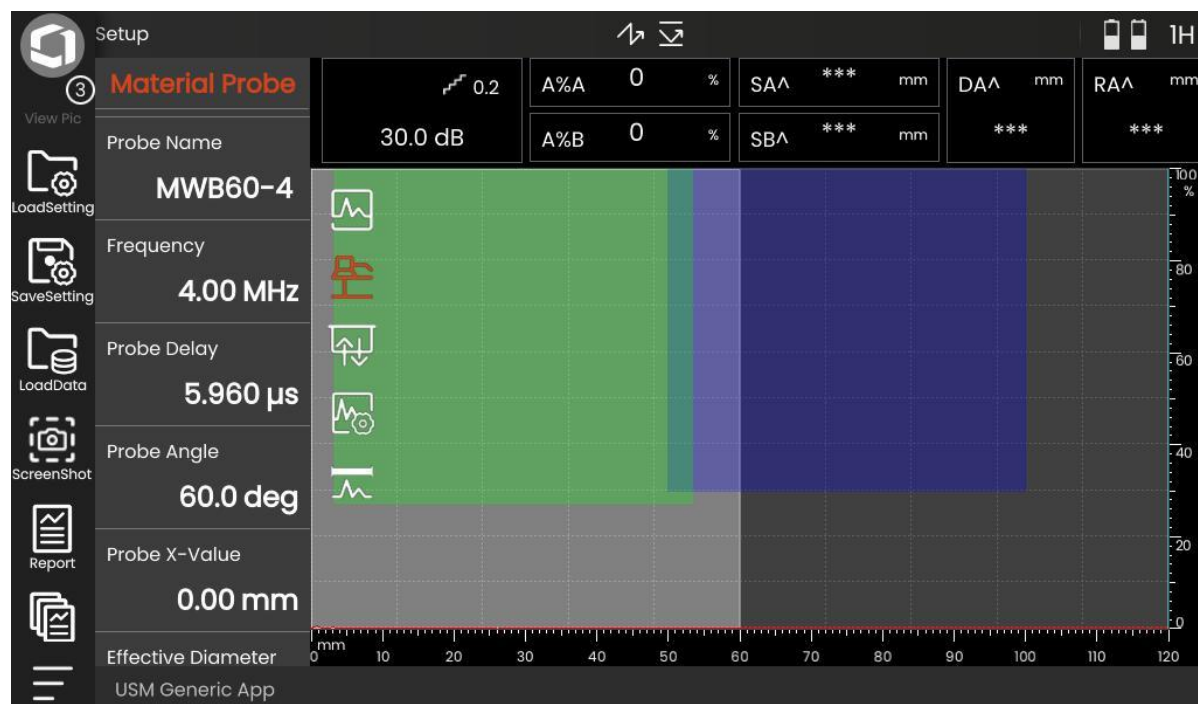 Setup
1H
3
View Pic
LoadSetting
SaveSetting
LoadData
ScreenShot
Report
Material Probe
Probe Name
MWB60-4
Frequency
4.00 MHz
Probe Delay
5.960 µs
Probe Angle
60.0 deg
Probe X-Value
0.00 mm
Effective Diameter
0.2
30.0 dB
A%A 0 %
A%B 0 %
SA^ *** mm
SB^ *** mm
DA^ mm
***
RA^ mm
***
100
%
80
60
40
20
0
mm
0 10 20 30 40 50 60 70 80 90 100 110 120
USM Generic App